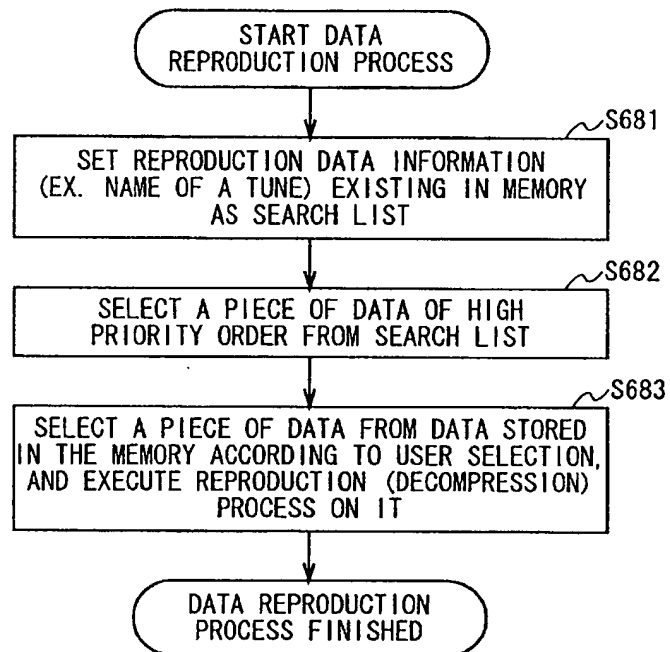 START DATA
REPRODUCTION PROCESS
S681
SET REPRODUCTION DATA INFORMATION
(EX. NAME OF A TUNE) EXISTING IN MEMORY
AS SEARCH LIST
S682
SELECT A PIECE OF DATA OF HIGH
PRIORITY ORDER FROM SEARCH LIST
S683
SELECT A PIECE OF DATA FROM DATA STORED
IN THE MEMORY ACCORDING TO USER SELECTION,
AND EXECUTE REPRODUCTION (DECOMPRESSION)
PROCESS ON IT
DATA REPRODUCTION
PROCESS FINISHED